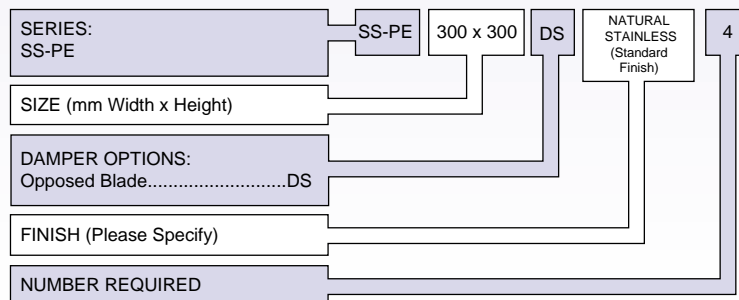 SERIES:
SS-PE
SS-PE
300 x 300
DS
NATURAL
STAINLESS
(Standard
Finish)
4
SIZE (mm Width x Height)
DAMPER OPTIONS:
Opposed Blade............................DS
FINISH (Please Specify)
NUMBER REQUIRED